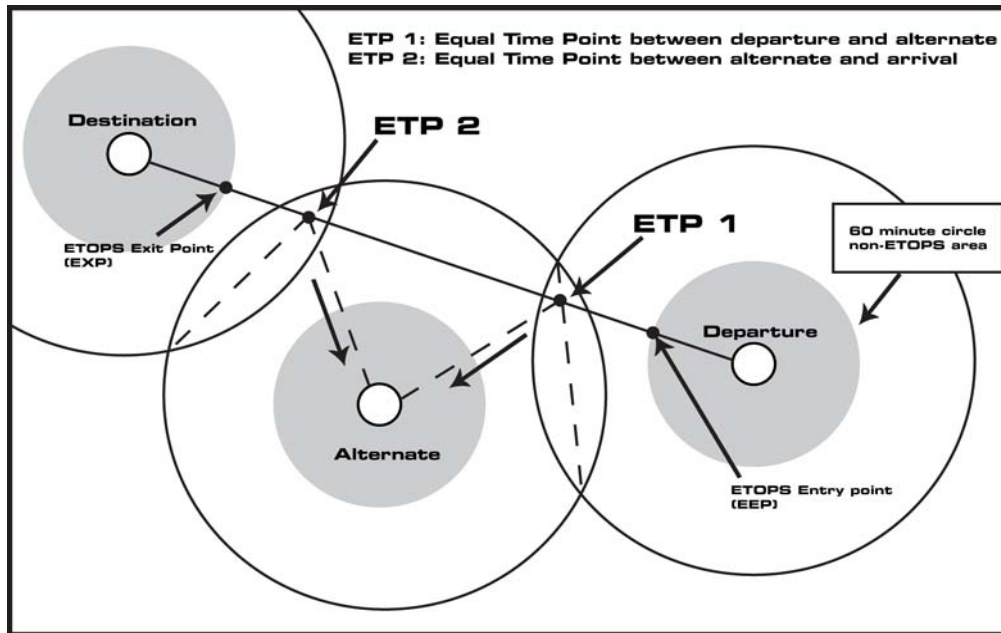 ETP 1: Equal Time Point between departure and alternate
ETP 2: Equal Time Point between alternate and arrival
Destination
ETP 2
ETOPS Exit Point
(EXP)
ETP 1
60 minute circle
non-ETOPS area
Departure
Alternate
ETOPS Entry point
(EEP)